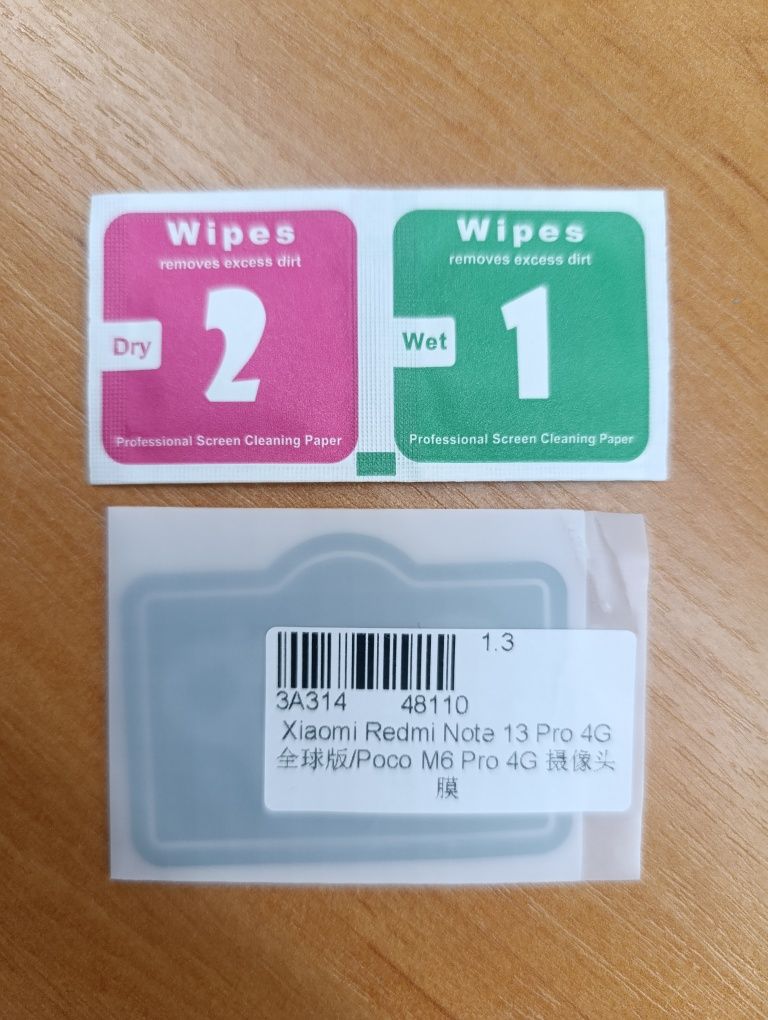 Wipes
removes excess dirt
2
Dry
Professional Screen Cleaning Paper
Wipes
removes excess dirt
1
Wet
Professional Screen Cleaning Paper
1.3
3A314 48110
Xiaomi Redmi Note 13 Pro 4G
全球版/Poco M6 Pro 4G 摄像头
膜